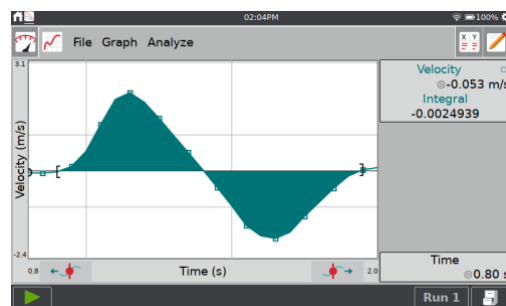 02:04PM
100%
File Graph Analyze
X Y
3.1
Velocity (m/s)
-2.4
0.8
Time (s)
2.0
Velocity
-0.053 m/s
Integral
-0.0024939
Time
0.80 s
Run 1